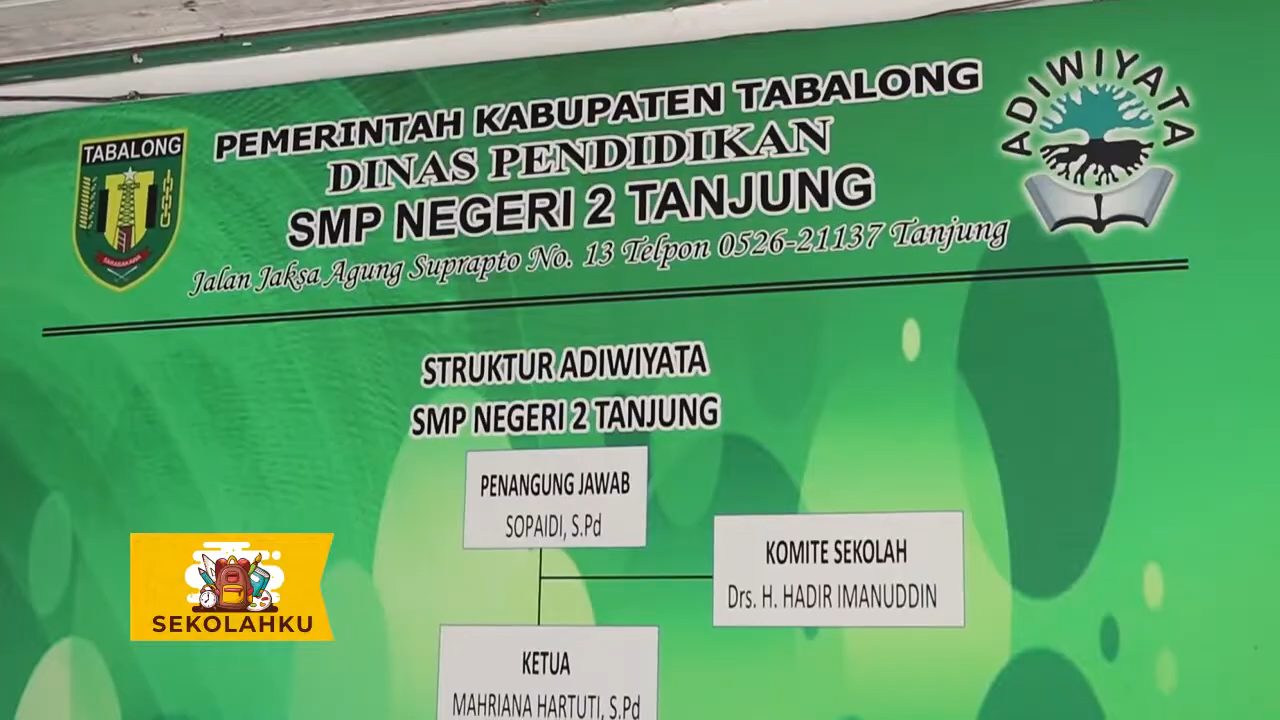 TABALONG
SARABAKAWA
PEMERINTAH KABUPATEN TABALONG
DINAS PENDIDIKAN
SMP NEGERI 2 TANJUNG
Jalan Jaksa Agung Suprapto No. 13 Telpon 0526-21137 Tanjung
ADIWIYATA
STRUKTUR ADIWIYATA
SMP NEGERI 2 TANJUNG
PENANGUNG JAWAB
SOPAIDI, S.Pd
KOMITE SEKOLAH
Drs. H. HADIR IMANUDDIN
KETUA
MAHRIANA HARTUTI, S.Pd
SEKOLAHKU